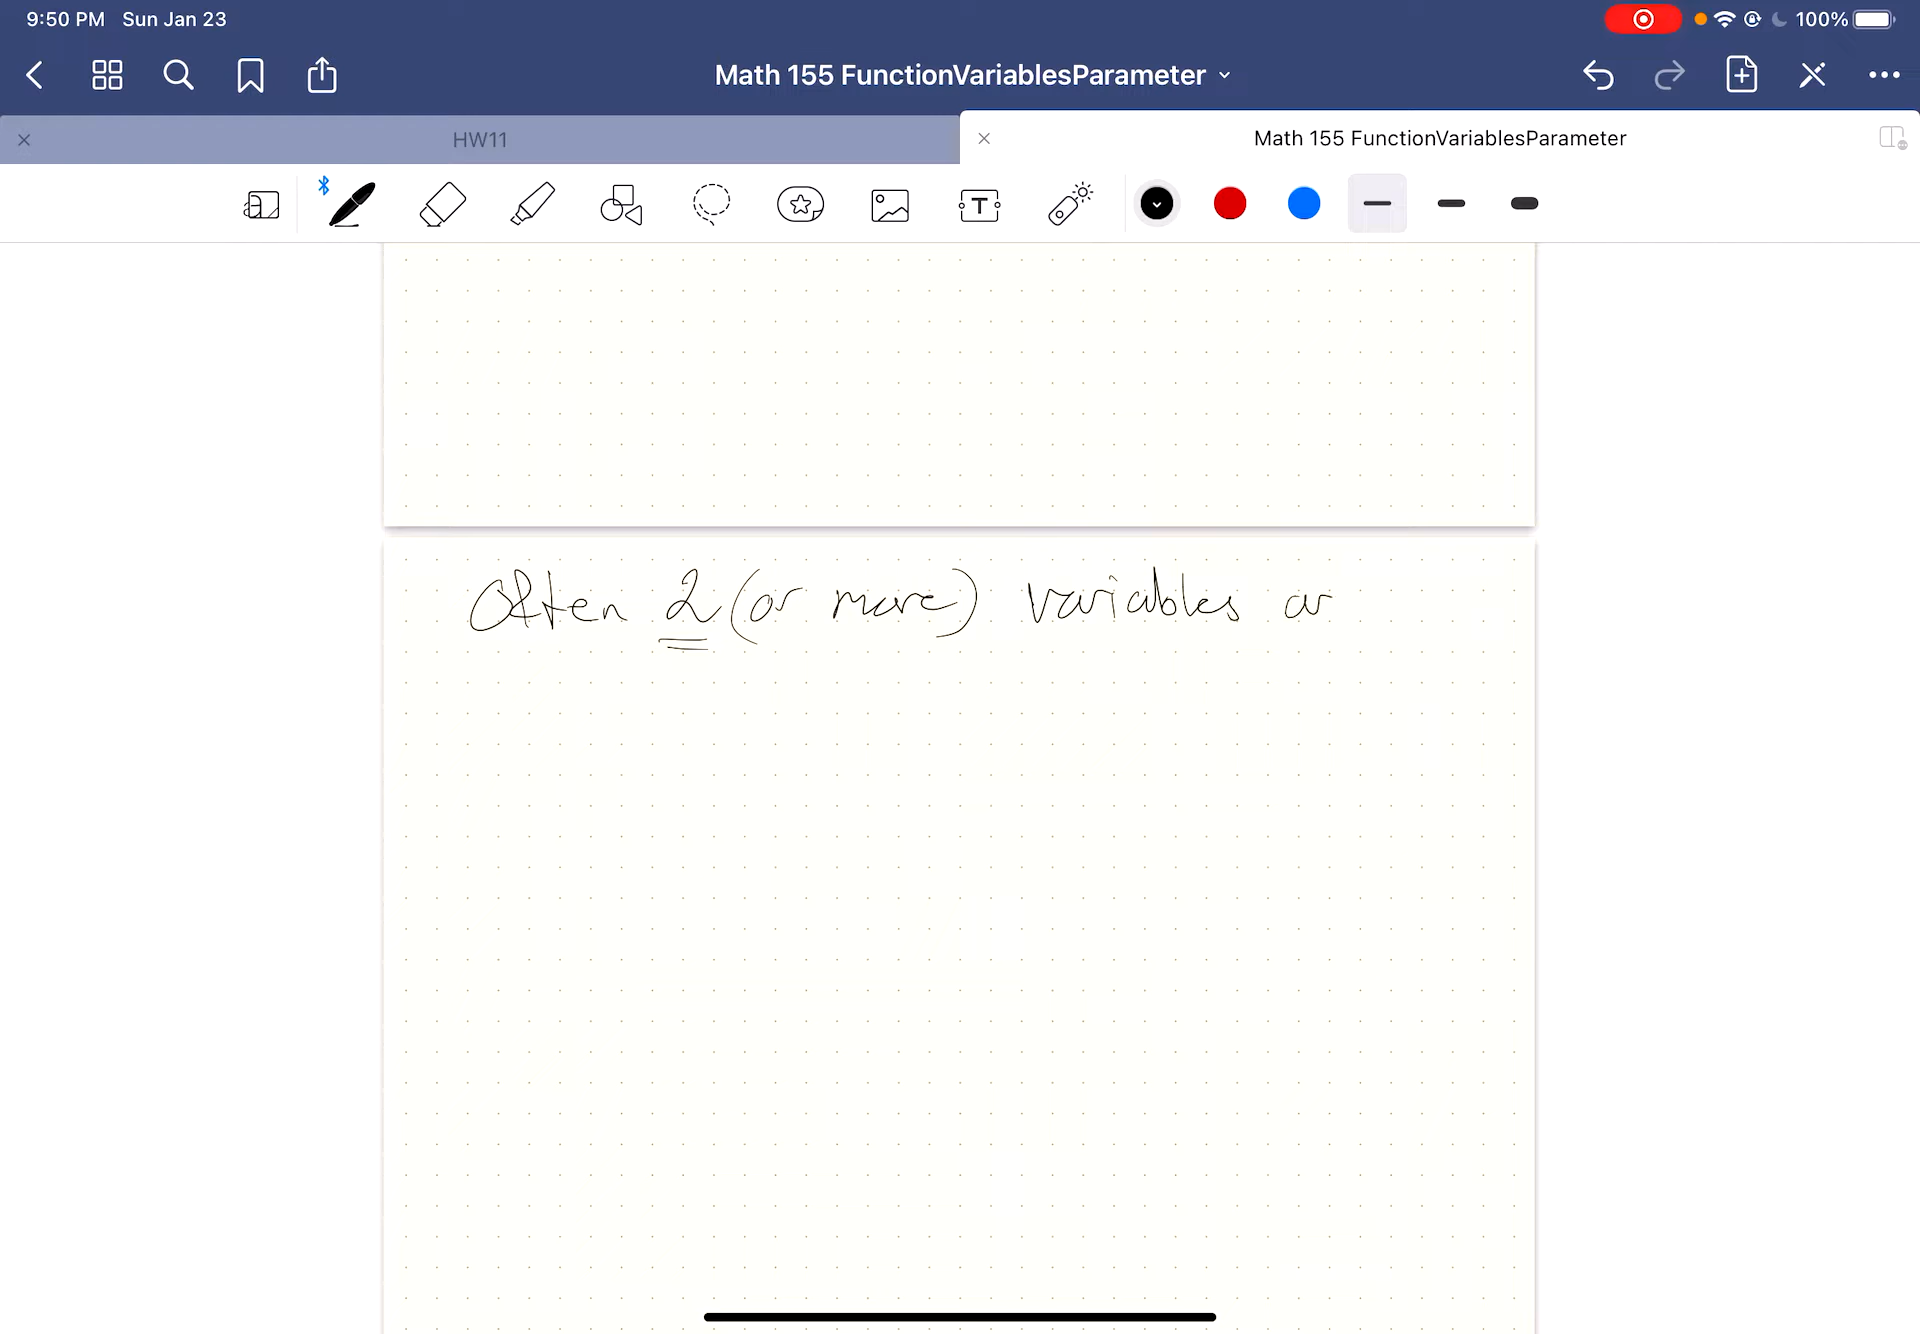 9:50 PM Sun Jan 23
100%
Math 155 FunctionVariablesParameter
HW11
Math 155 FunctionVariablesParameter
T
Often 2 (or more) variables ar